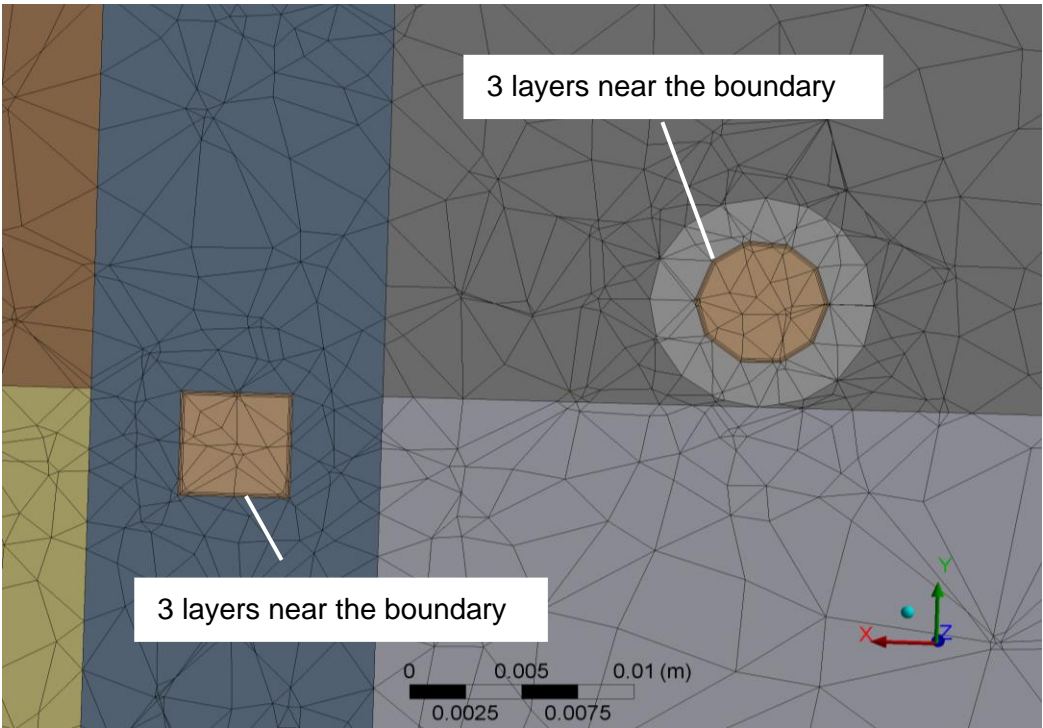 3 layers near the boundary
3 layers near the boundary
Y
X
Z
0 0.005 0.01 (m)
0.0025 0.0075